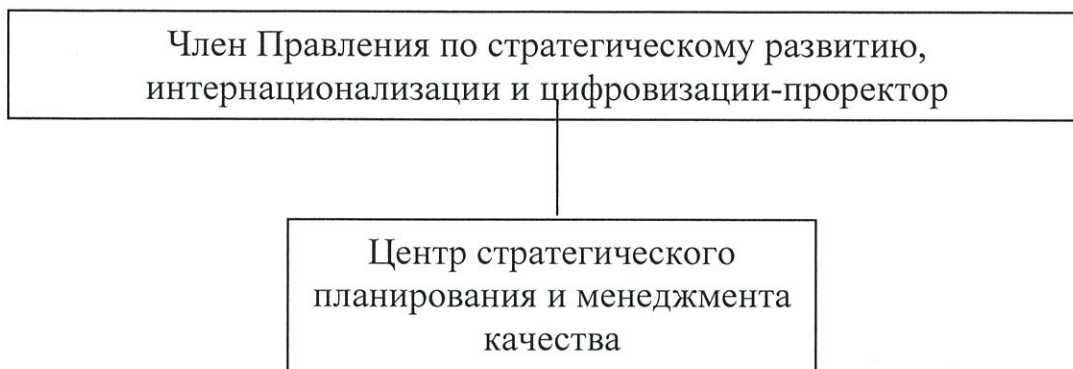 Член Правления по стратегическому развитию,
интернационализации и цифровизации-проректор
Центр стратегического
планирования и менеджмента
качества